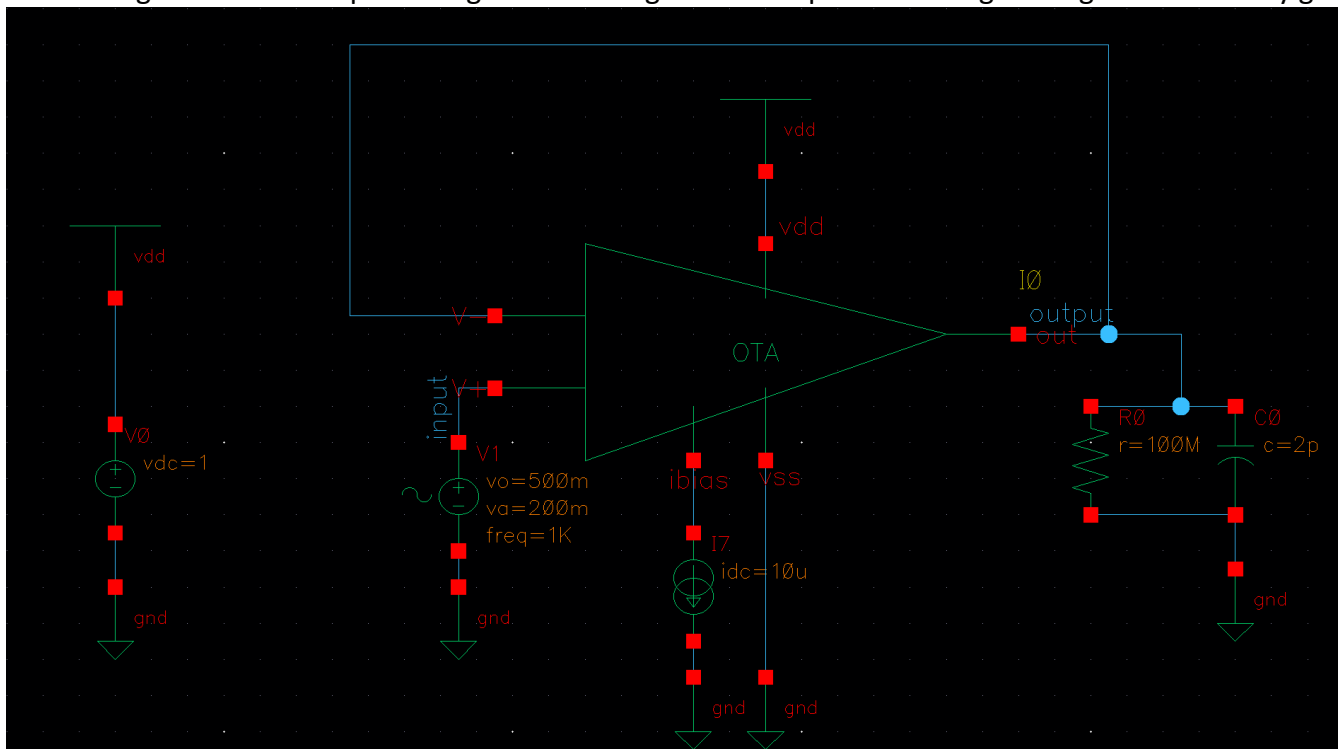 vdd
vdd
vdd
I0
output
out
V-
V+
OTA
input
V0
vdc=1
V1
vo=500m
va=200m
freq=1K
ibias
vss
I7
idc=10u
R0
r=100M
C0
c=2p
gnd
gnd
gnd
gnd
gnd